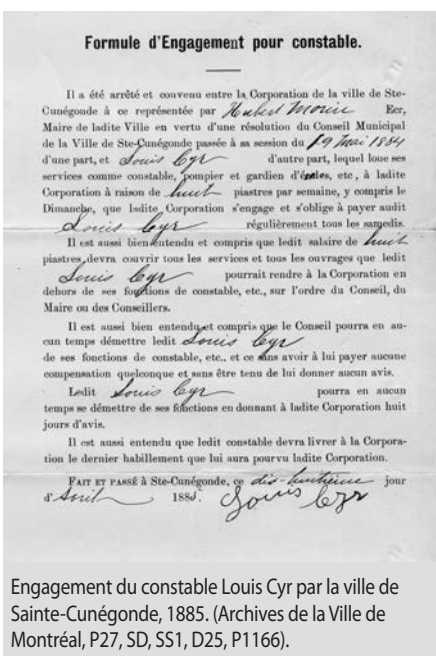 Formule d'Engagement pour constable.
Il a été arrêté et convenu entre la Corporation de la ville de Ste-
Cunégonde à ce représentée par Hubert Morin Ecr,
Maire de ladite Ville en vertu d'une résolution du Conseil Municipal
de la Ville de Ste-Cunégonde passée à sa session du 19 Mai 1884
d'une part, et Louis Cyr d'autre part, lequel loue ses
services comme constable, pompier et gardien d'écoles, etc, à ladite
Corporation à raison de huit piastres par semaine, y compris le
Dimanche, que ladite Corporation s'engage et s'oblige à payer audit
Louis Cyr régulièrement tous les samedis.
Il est aussi bien entendu et compris que ledit salaire de huit
piastres devra couvrir tous les services et tous les ouvrages que ledit
Louis Cyr pourrait rendre à la Corporation en
dehors de ses fonctions de constable, etc., sur l'ordre du Conseil, du
Maire ou des Conseillers.
Il est aussi bien entendu et compris que le Conseil pourra en au-
cun temps démettre ledit Louis Cyr
de ses fonctions de constable, etc., et ce sans avoir à lui payer aucune
compensation quelconque et sans être tenu de lui donner aucun avis.
Ledit Louis Cyr pourra en aucun
temps se démettre de ses fonctions en donnant à ladite Corporation huit
jours d'avis.
Il est aussi entendu que ledit constable devra livrer à la Corpora-
tion le dernier habillement que lui aura pourvu ladite Corporation.
FAIT ET PASSÉ à Ste-Cunégonde, ce dix-huitième jour
d'Avril 1885.
Louis Cyr
Engagement du constable Louis Cyr par la ville de
Sainte-Cunégonde, 1885. (Archives de la Ville de
Montréal, P27, SD, SS1, D25, P1166).